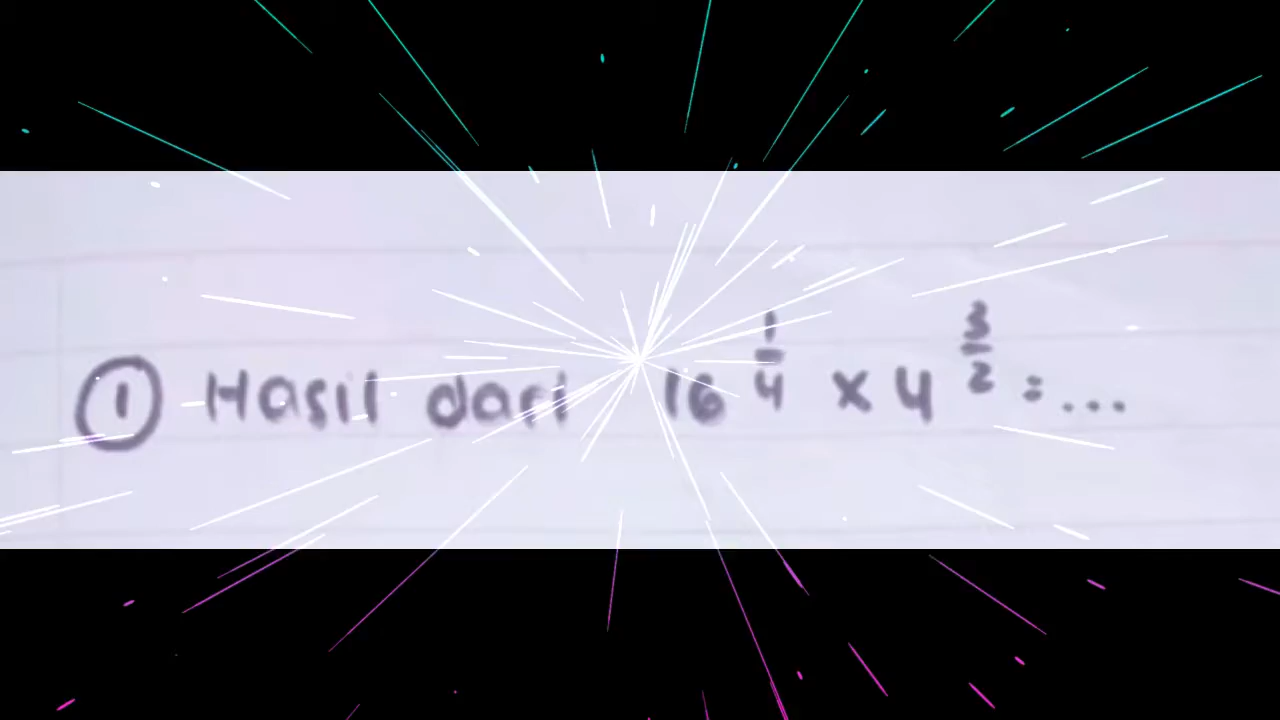 ① Hasil dari 16^(1/4) x 4^(3/2) = ...